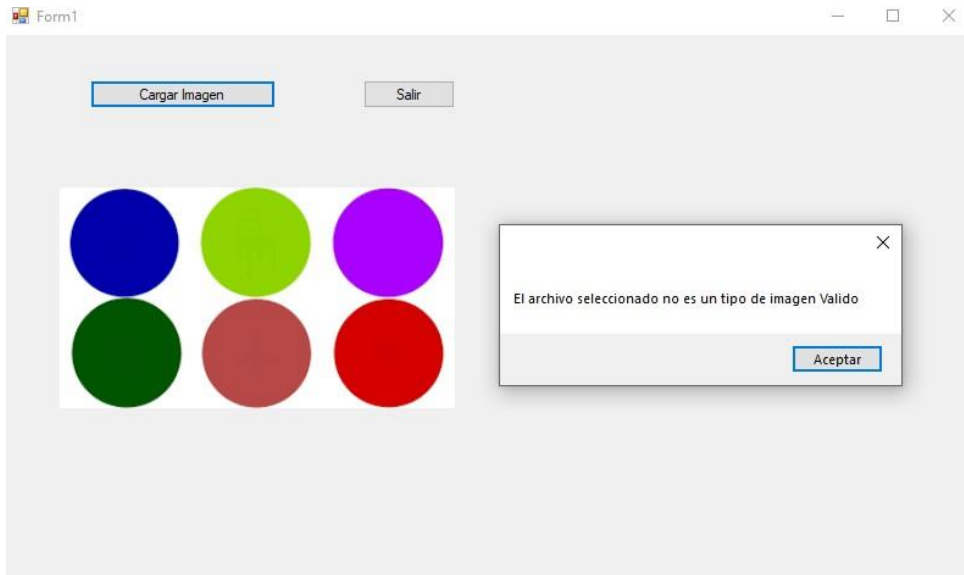 Form1
Cargar Imagen
Salir
El archivo seleccionado no es un tipo de imagen Valido
Aceptar